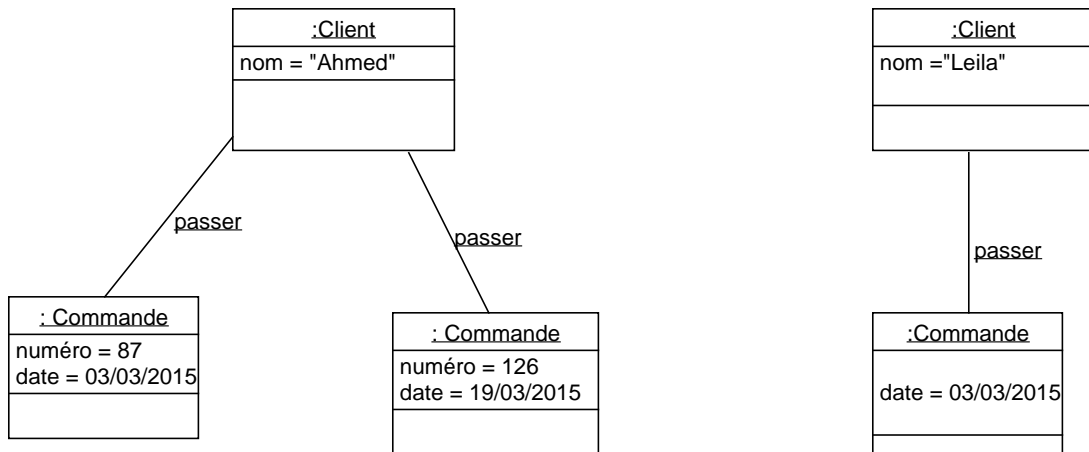 :Client
nom = "Ahmed"
:Client
nom ="Leila"
passer
passer
passer
: Commande
numéro = 87
date = 03/03/2015
: Commande
numéro = 126
date = 19/03/2015
:Commande
date = 03/03/2015